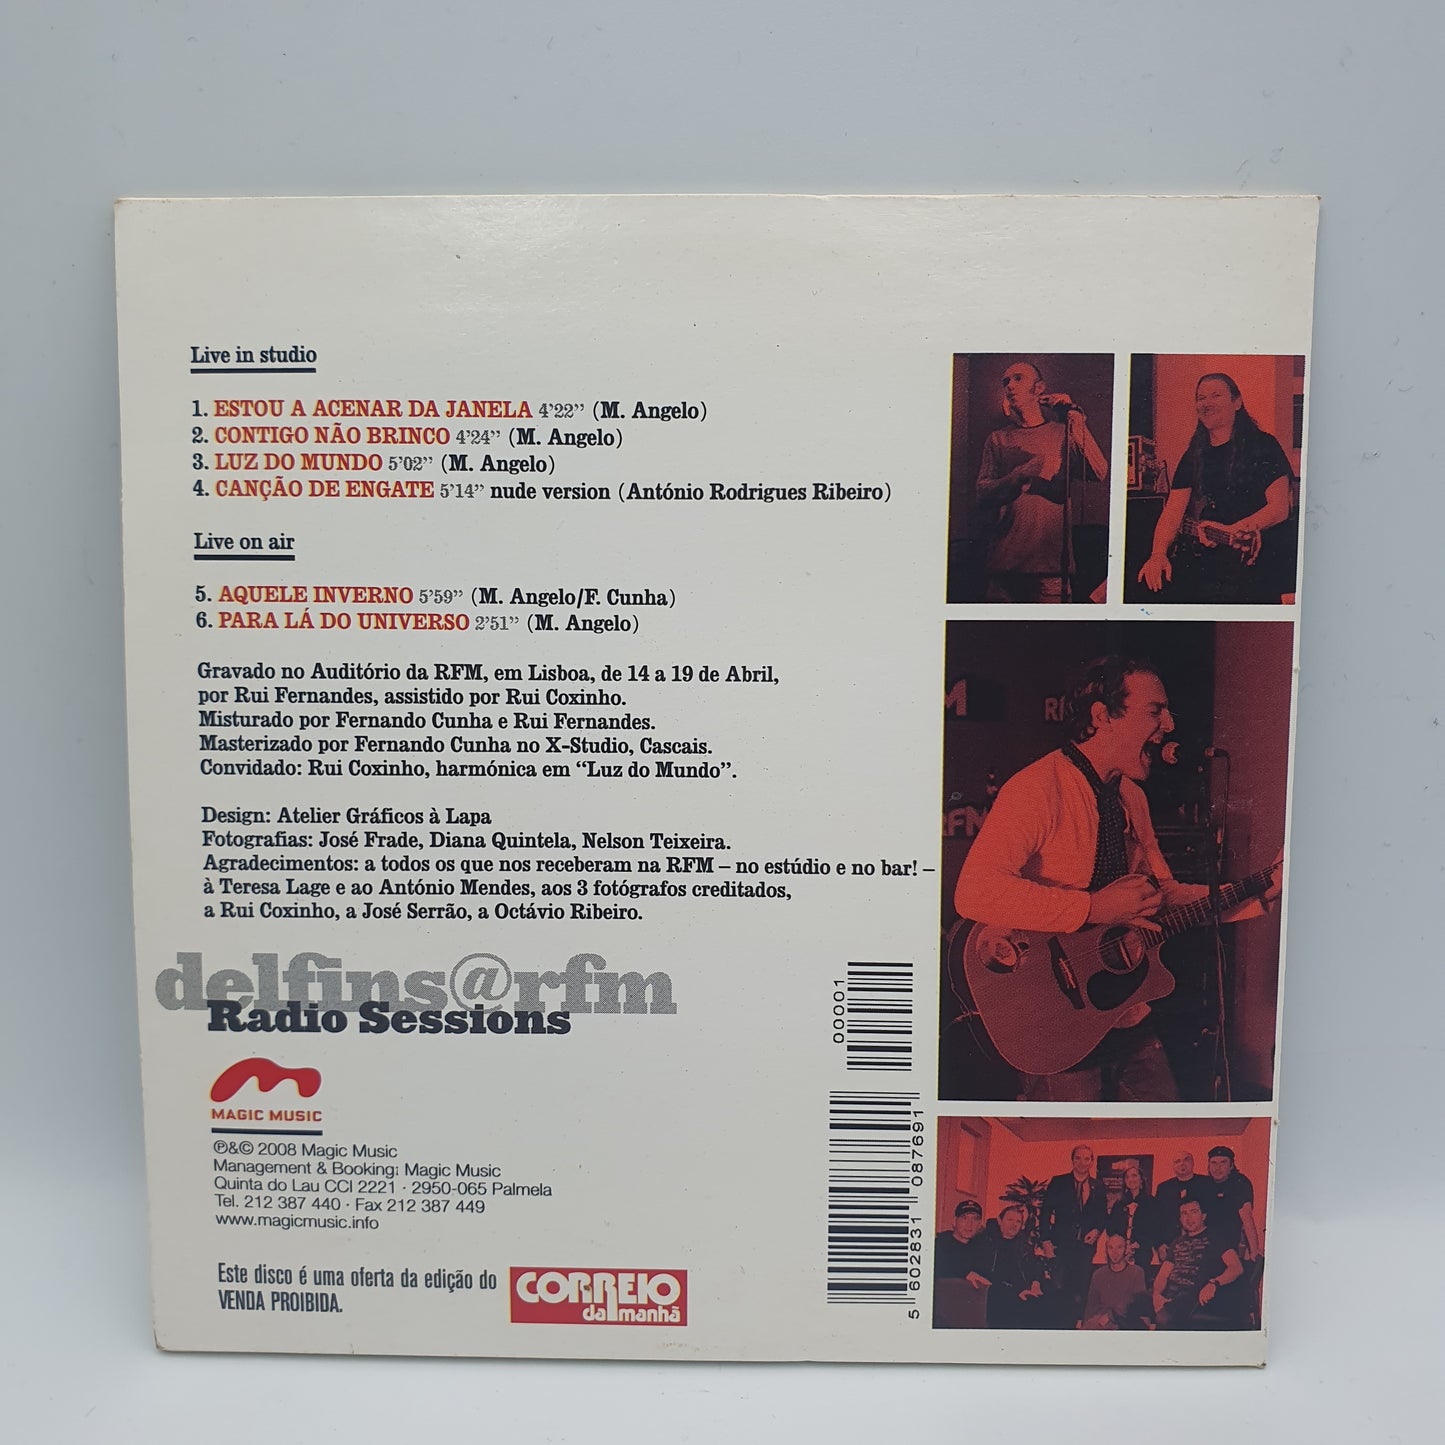 Live in studio
1. ESTOU A ACENAR DA JANELA 4'22” (M. Angelo)
2. CONTIGO NÃO BRINCO 4'24” (M. Angelo)
3. LUZ DO MUNDO 5'02” (M. Angelo)
4. CANÇÃO DE ENGATE 5'14” nude version (António Rodrigues Ribeiro)
Live on air
5. AQUELE INVERNO 5'59” (M. Angelo/F. Cunha)
6. PARA LÁ DO UNIVERSO 2'51” (M. Angelo)
Gravado no Auditório da RFM, em Lisboa, de 14 a 19 de Abril,
por Rui Fernandes, assistido por Rui Coxinho.
Misturado por Fernando Cunha e Rui Fernandes.
Masterizado por Fernando Cunha no X-Studio, Cascais.
Convidado: Rui Coxinho, harmónica em “Luz do Mundo”.
Design: Atelier Gráficos à Lapa
Fotografias: José Frade, Diana Quintela, Nelson Teixeira.
Agradecimentos: a todos os que nos receberam na RFM – no estúdio e no bar! –
à Teresa Lage e ao António Mendes, aos 3 fotógrafos creditados,
a Rui Coxinho, a José Serrão, a Octávio Ribeiro.
delfins@rfm
Radio Sessions
MAGIC MUSIC
℗&© 2008 Magic Music
Management & Booking: Magic Music
Quinta do Lau CCI 2221 · 2950-065 Palmela
Tel. 212 387 440 · Fax 212 387 449
www.magicmusic.info
Este disco é uma oferta da edição do
VENDA PROIBIDA.
CORREIO
da manhã
00001
5 602831 087691